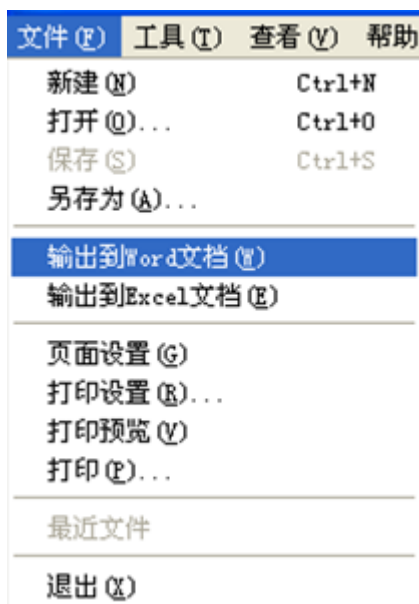 文件(F) 工具(T) 查看(V) 帮助
新建(N) Ctrl+N
打开(O)... Ctrl+O
保存(S) Ctrl+S
另存为(A)...
输出到Word文档(W)
输出到Excel文档(E)
页面设置(G)
打印设置(R)...
打印预览(V)
打印(P)...
最近文件
退出(X)